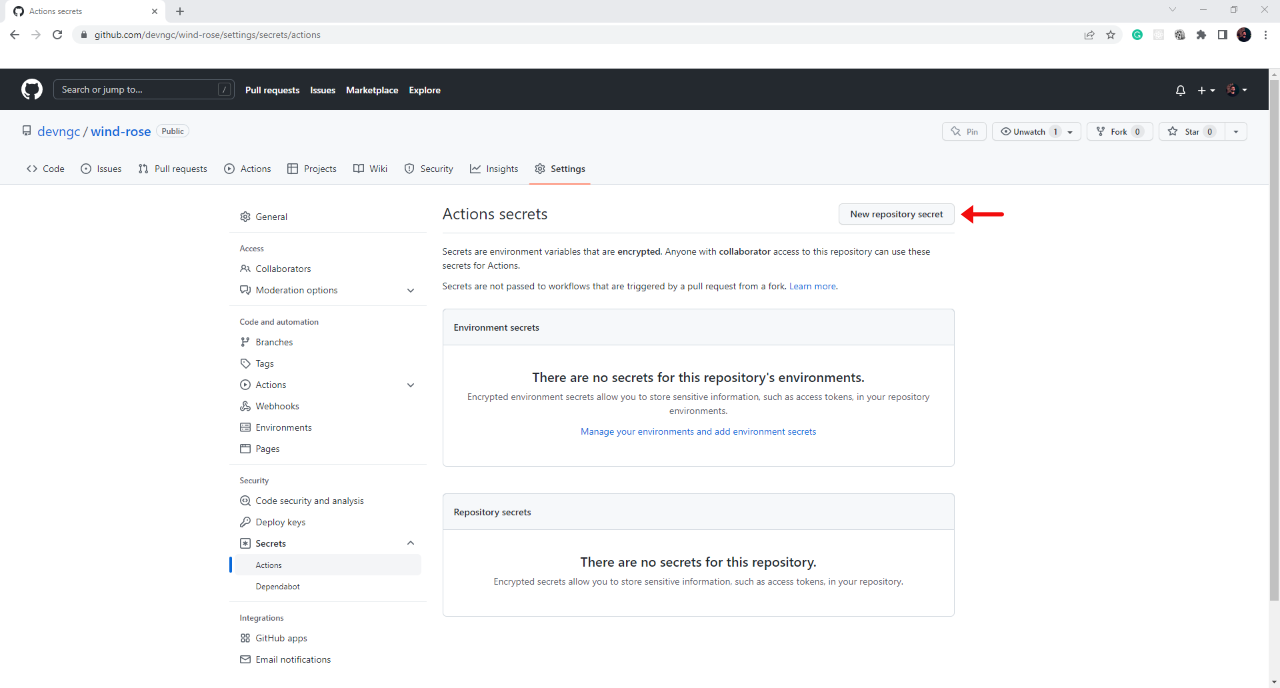 Actions secrets
github.com/devngc/wind-rose/settings/secrets/actions
Search or jump to... /
Pull requests Issues Marketplace Explore
devngc / wind-rose Public
Pin Unwatch 1 Fork 0 Star 0
Code Issues Pull requests Actions Projects Wiki Security Insights Settings
General
Access
Collaborators
Moderation options
Code and automation
Branches
Tags
Actions
Webhooks
Environments
Pages
Security
Code security and analysis
Deploy keys
Secrets
Actions
Dependabot
Integrations
GitHub apps
Email notifications
Actions secrets
New repository secret
Secrets are environment variables that are encrypted. Anyone with collaborator access to this repository can use these
secrets for Actions.
Secrets are not passed to workflows that are triggered by a pull request from a fork. Learn more.
Environment secrets
There are no secrets for this repository's environments.
Encrypted environment secrets allow you to store sensitive information, such as access tokens, in your repository
environments.
Manage your environments and add environment secrets
Repository secrets
There are no secrets for this repository.
Encrypted secrets allow you to store sensitive information, such as access tokens, in your repository.